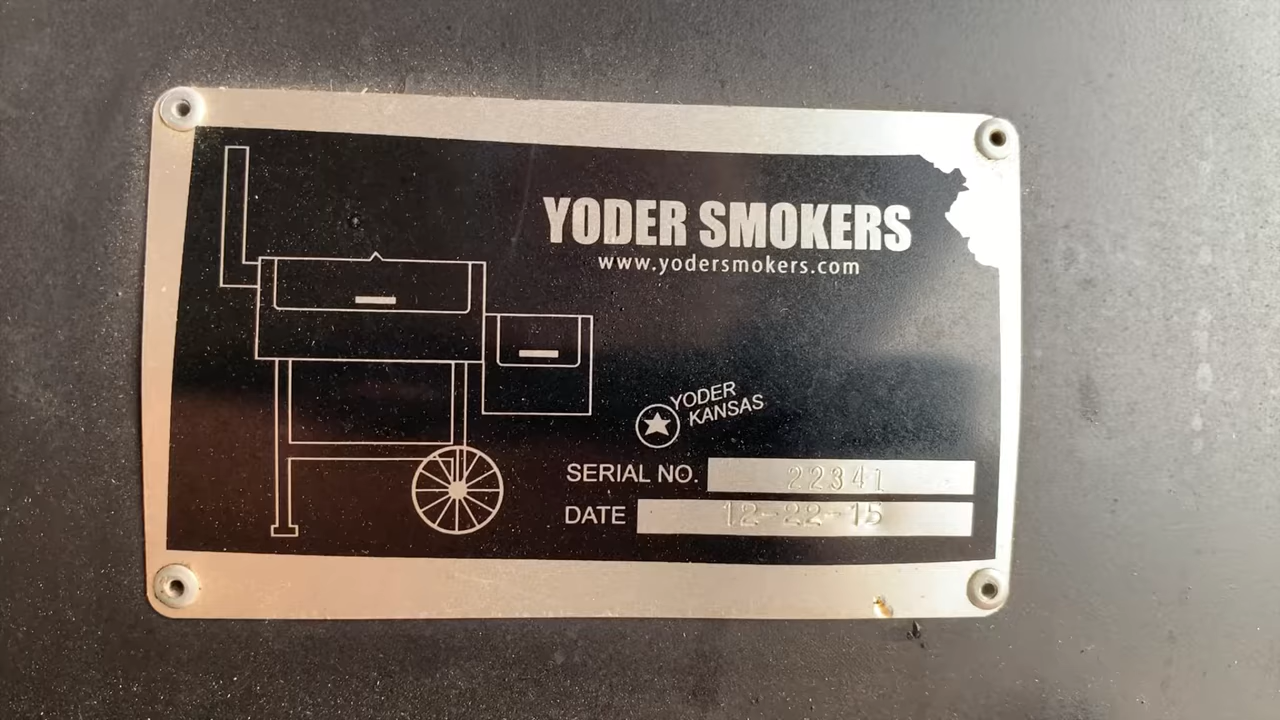 YODER SMOKERS
www.yodersmokers.com
YODER
KANSAS
SERIAL NO. 22341
DATE 12-22-15